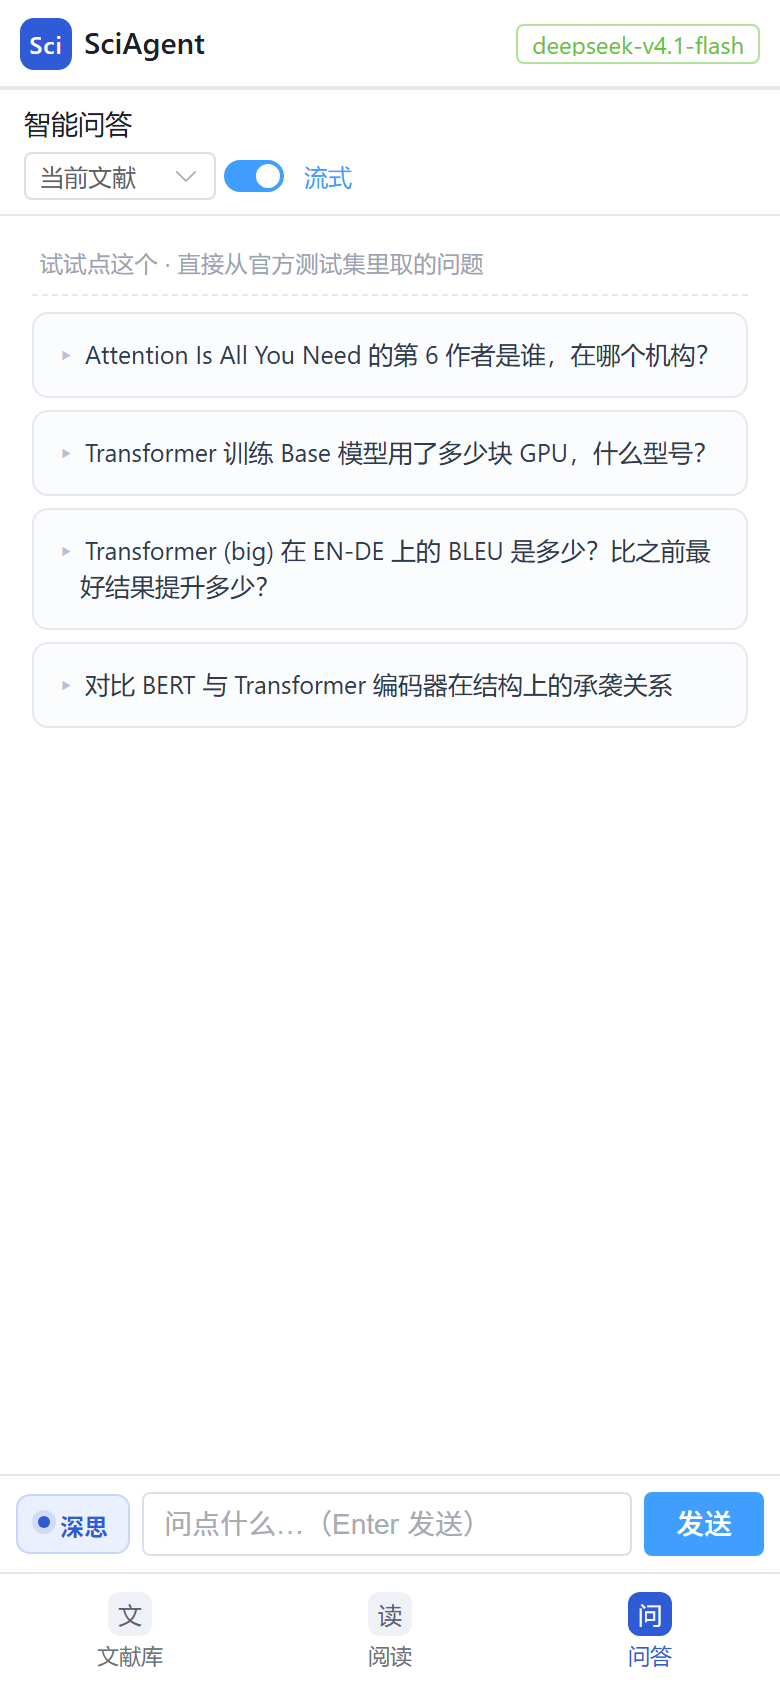 Sci SciAgent deepseek-v4.1-flash
智能问答
当前文献 流式
试试点这个 · 直接从官方测试集里取的问题
Attention Is All You Need 的第 6 作者是谁，在哪个机构？
Transformer 训练 Base 模型用了多少块 GPU，什么型号？
Transformer (big) 在 EN-DE 上的 BLEU 是多少？比之前最
好结果提升多少？
对比 BERT 与 Transformer 编码器在结构上的承袭关系
深思 问点什么…（Enter 发送） 发送
文 读 问
文献库 阅读 问答